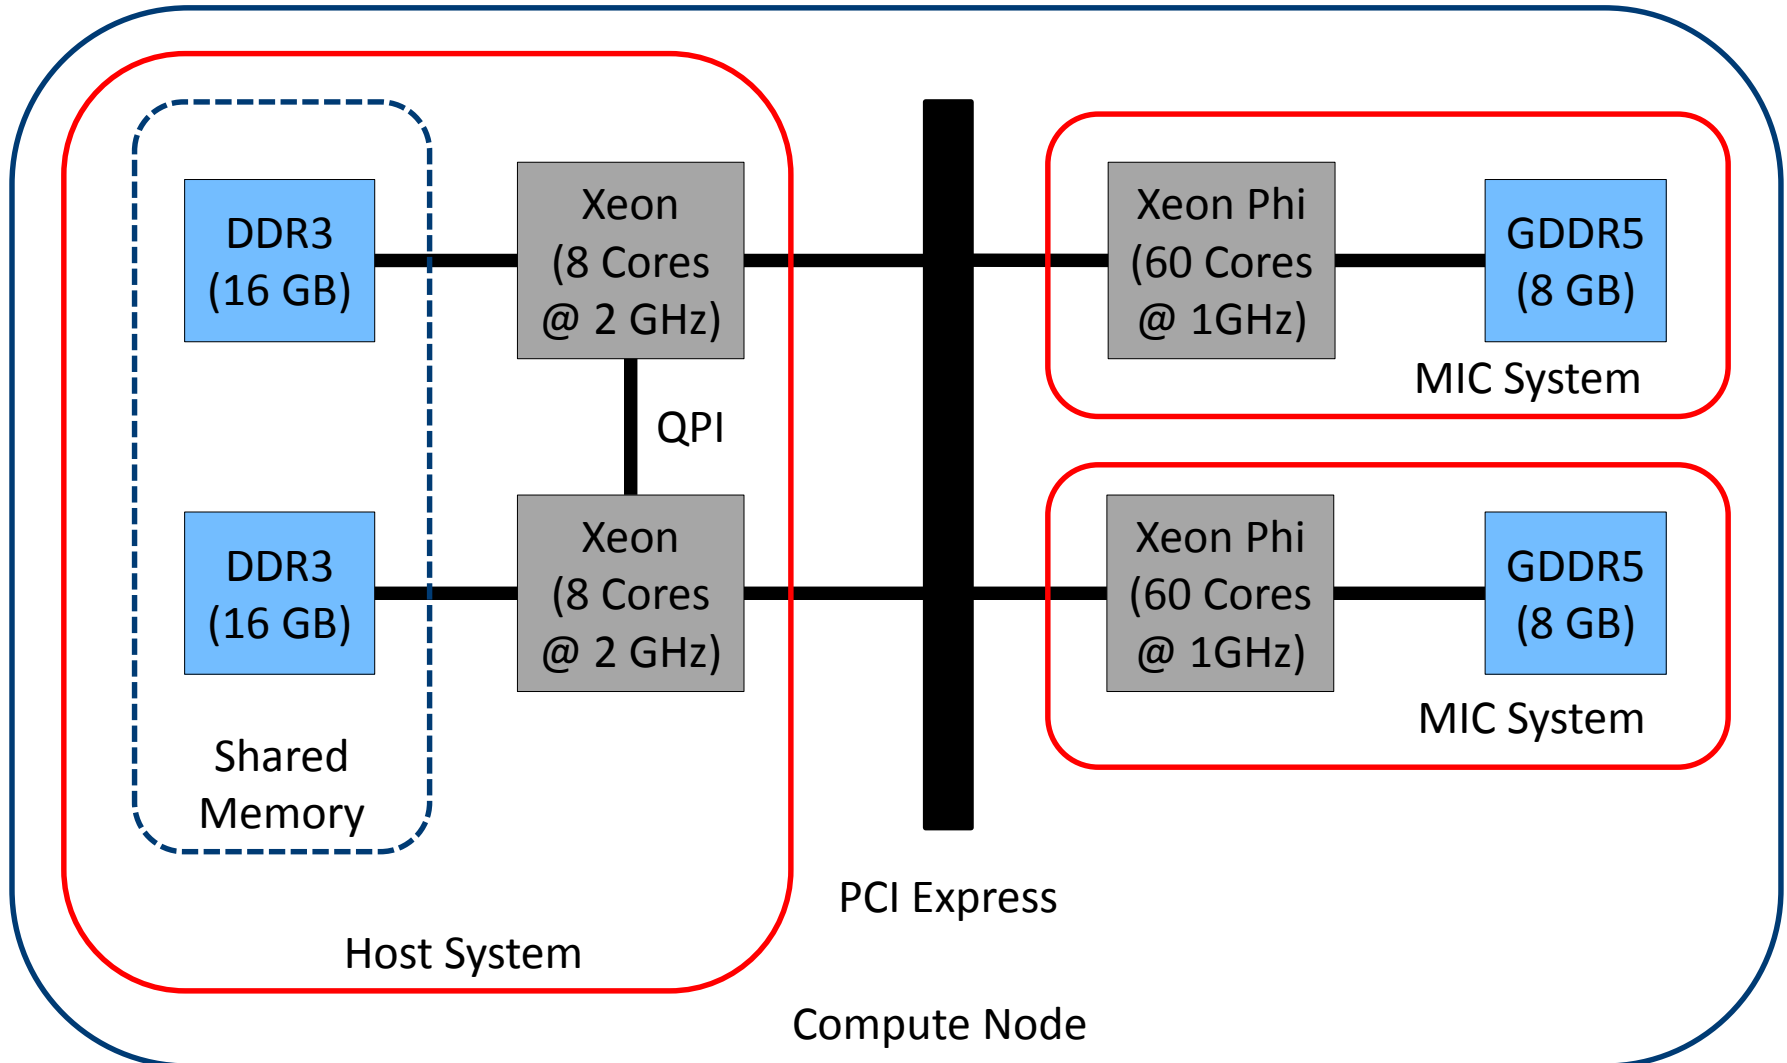 DDR3
(16 GB)
Xeon
(8 Cores
@ 2 GHz)
Xeon Phi
(60 Cores
@ 1GHz)
GDDR5
(8 GB)
MIC System
QPI
DDR3
(16 GB)
Xeon
(8 Cores
@ 2 GHz)
Xeon Phi
(60 Cores
@ 1GHz)
GDDR5
(8 GB)
MIC System
Shared
Memory
PCI Express
Host System
Compute Node